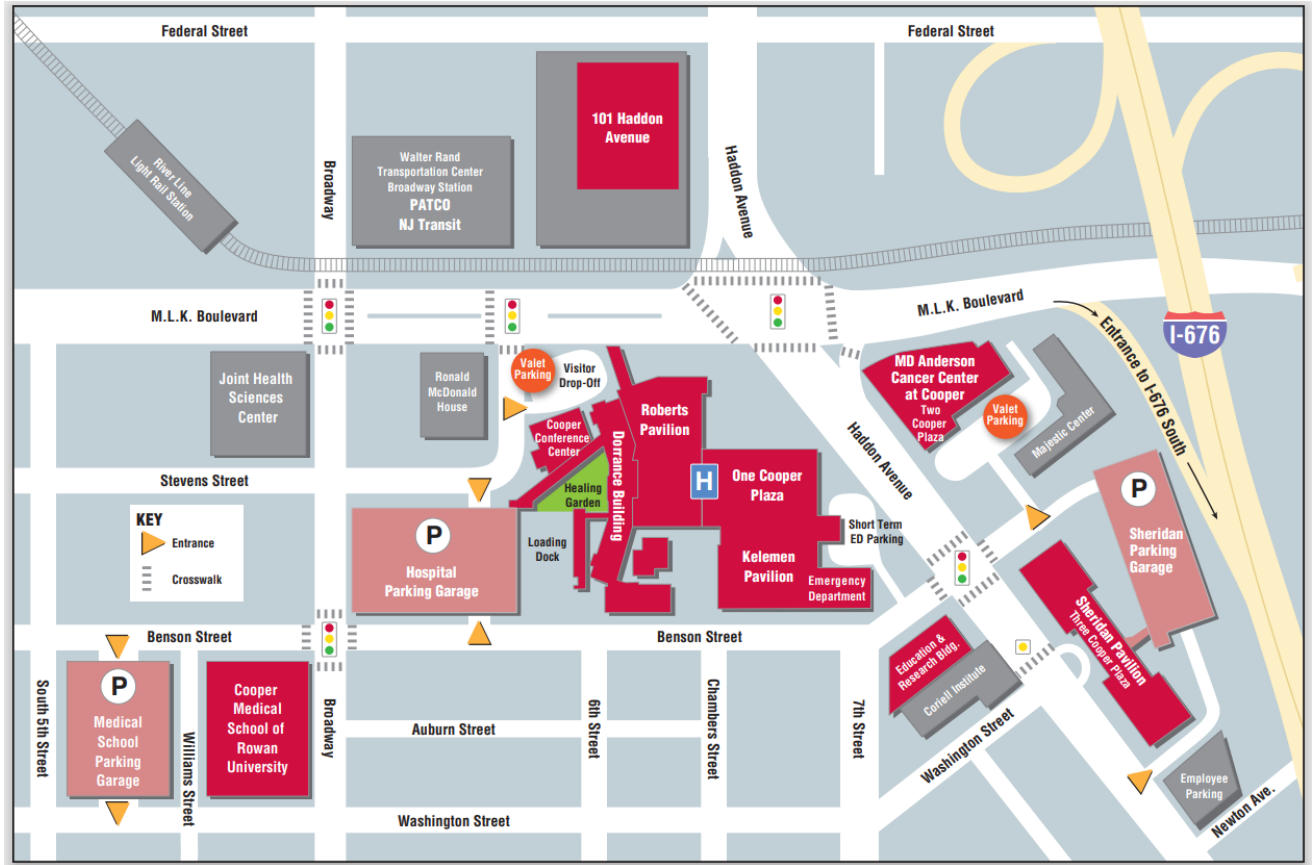 Federal Street
Federal Street
101 Haddon
Avenue
River Line
Light Rail Station
Broadway
Walter Rand
Transportation Center
Broadway Station
PATCO
NJ Transit
Haddon Avenue
M.L.K. Boulevard
M.L.K. Boulevard
Entrance to I-676 South
I-676
Joint Health
Sciences
Center
Ronald
McDonald
House
Valet
Parking
Visitor
Drop-Off
Cooper
Conference
Center
Dorrance Building
Roberts
Pavilion
Healing
Garden
Haddon Avenue
MD Anderson
Cancer Center
at Cooper
Two
Cooper
Plaza
Valet
Parking
Majestic Center
Stevens Street
H
One Cooper
Plaza
KEY
Entrance
Crosswalk
P
Hospital
Parking Garage
Loading
Dock
Kelemen
Pavilion
Emergency
Department
Short Term
ED Parking
P
Sheridan
Parking
Garage
Benson Street
Benson Street
Sheridan Pavilion
Three Cooper Plaza
Education &
Research Bldg.
Coriell Institute
South 5th Street
P
Medical
School
Parking
Garage
Williams Street
Cooper
Medical
School of
Rowan
University
Broadway
Auburn Street
6th Street
Chambers Street
7th Street
Washington Street
Washington Street
Employee
Parking
Newton Ave.